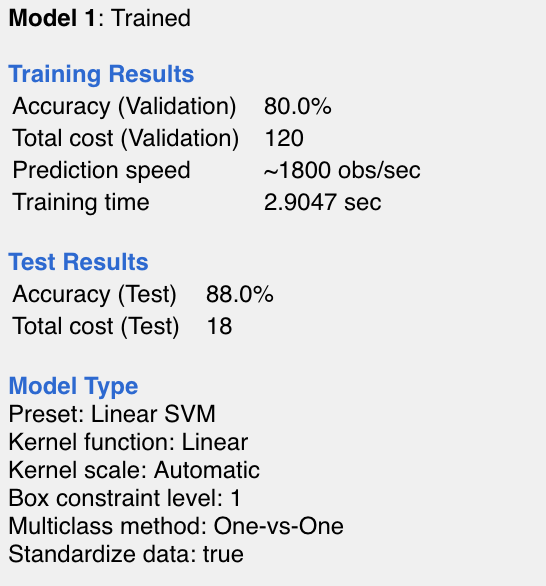 Model 1: Trained
Training Results
Accuracy (Validation) 80.0%
Total cost (Validation) 120
Prediction speed ~1800 obs/sec
Training time 2.9047 sec
Test Results
Accuracy (Test) 88.0%
Total cost (Test) 18
Model Type
Preset: Linear SVM
Kernel function: Linear
Kernel scale: Automatic
Box constraint level: 1
Multiclass method: One-vs-One
Standardize data: true